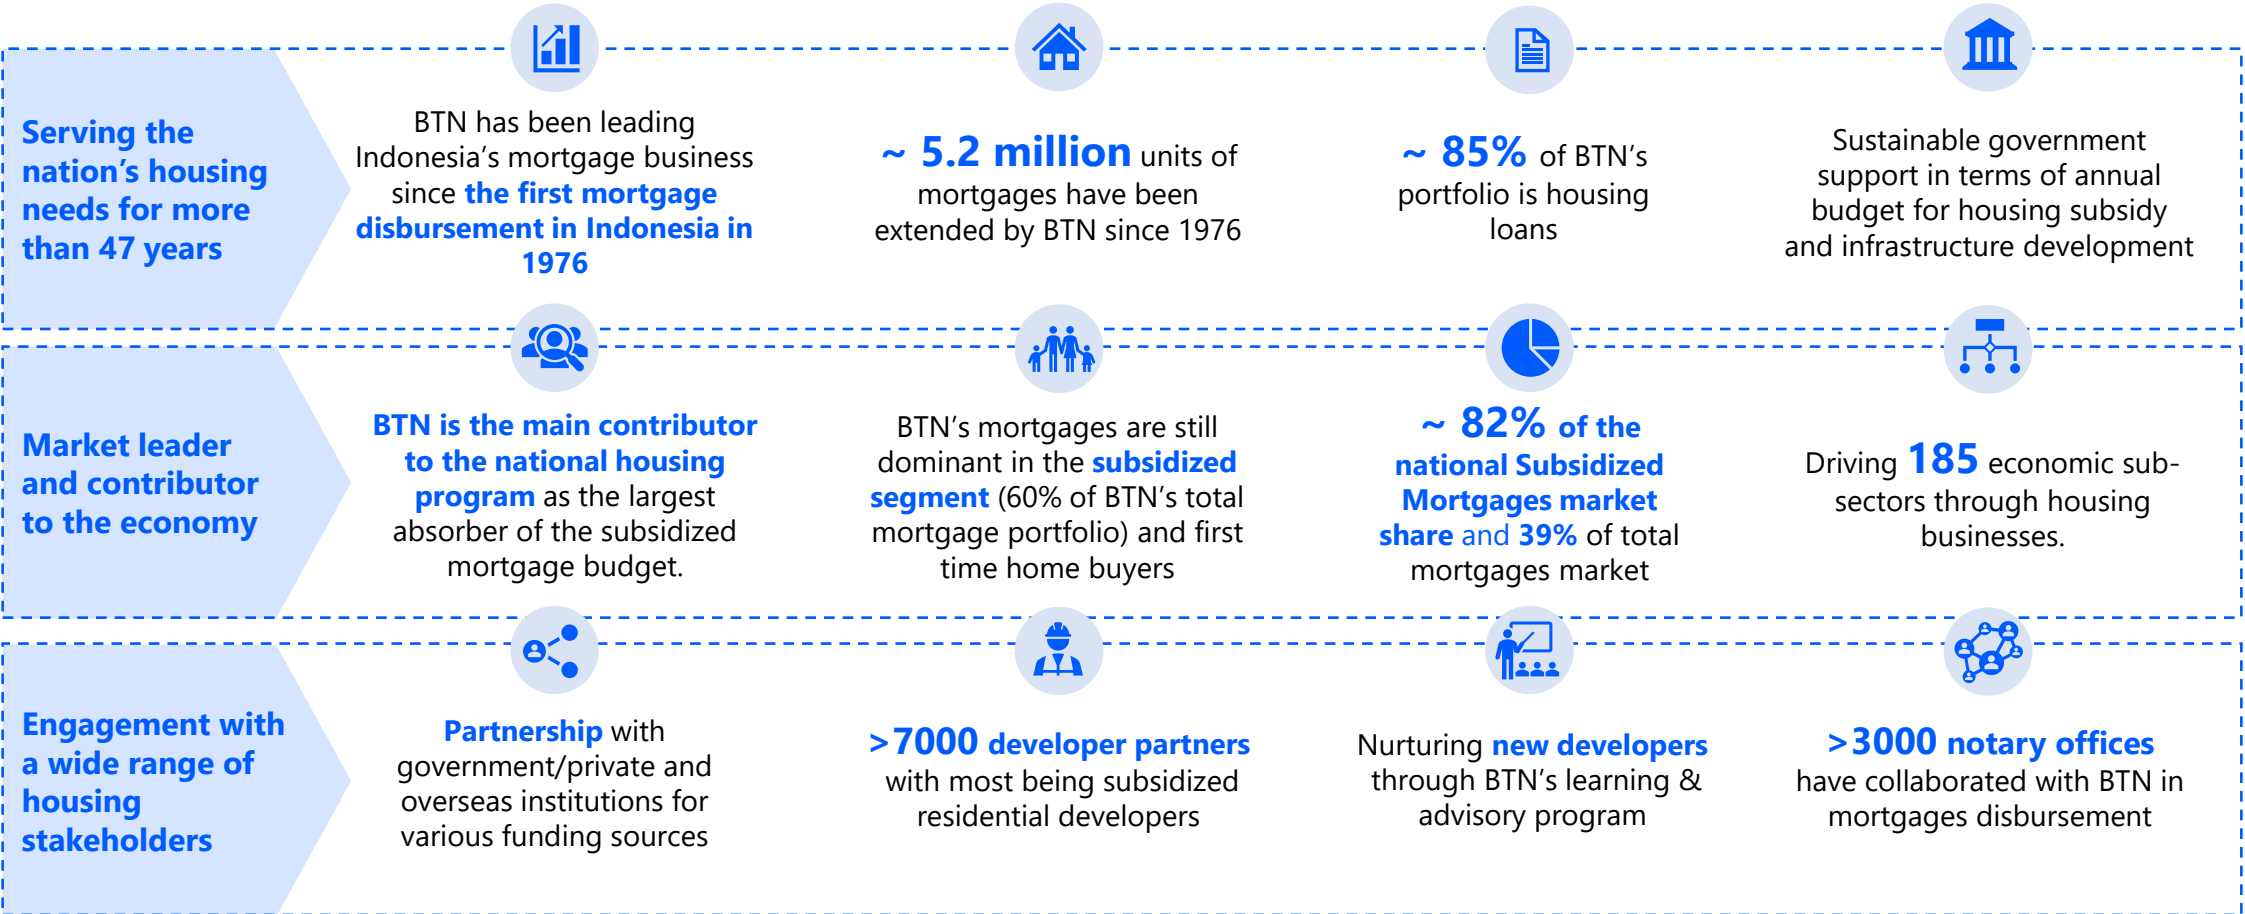 Serving the
nation’s housing
needs for more
than 47 years
BTN has been leading
Indonesia’s mortgage business
since the first mortgage
disbursement in Indonesia in
1976
~ 5.2 million units of
mortgages have been
extended by BTN since 1976
~ 85% of BTN’s
portfolio is housing
loans
Sustainable government
support in terms of annual
budget for housing subsidy
and infrastructure development
Market leader
and contributor
to the economy
BTN is the main contributor
to the national housing
program as the largest
absorber of the subsidized
mortgage budget.
BTN’s mortgages are still
dominant in the subsidized
segment (60% of BTN’s total
mortgage portfolio) and first
time home buyers
~ 82% of the
national Subsidized
Mortgages market
share and 39% of total
mortgages market
Driving 185 economic sub-
sectors through housing
businesses.
Engagement with
a wide range of
housing
stakeholders
Partnership with
government/private and
overseas institutions for
various funding sources
>7000 developer partners
with most being subsidized
residential developers
Nurturing new developers
through BTN’s learning &
advisory program
>3000 notary offices
have collaborated with BTN in
mortgages disbursement